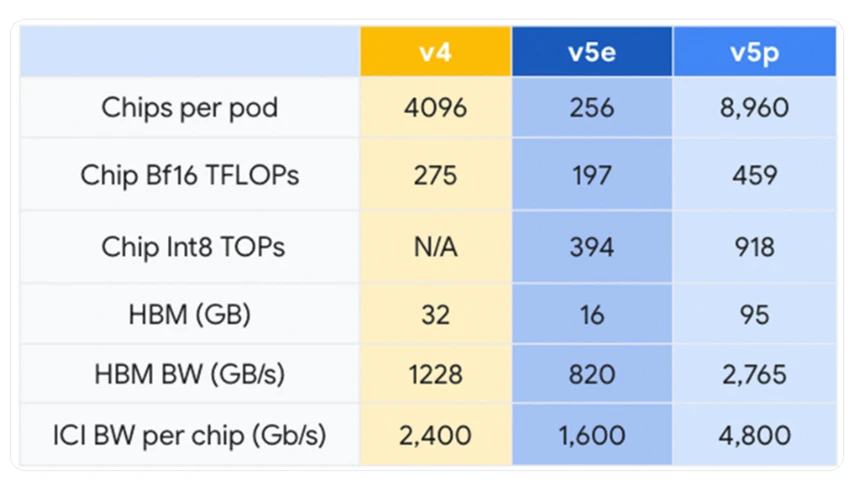 v4 v5e v5p
Chips per pod 4096 256 8,960
Chip Bf16 TFLOPs 275 197 459
Chip Int8 TOPs N/A 394 918
HBM (GB) 32 16 95
HBM BW (GB/s) 1228 820 2,765
ICI BW per chip (Gb/s) 2,400 1,600 4,800